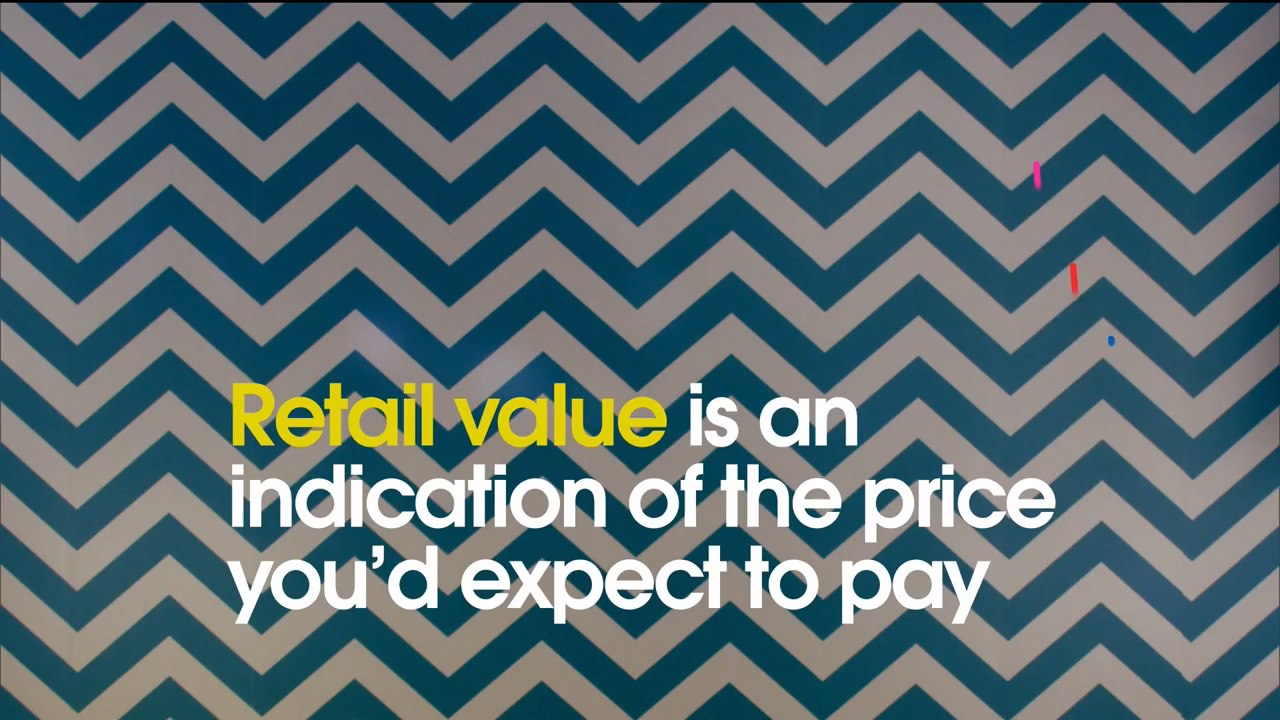 Retail value is an
indication of the price
you’d expect to pay